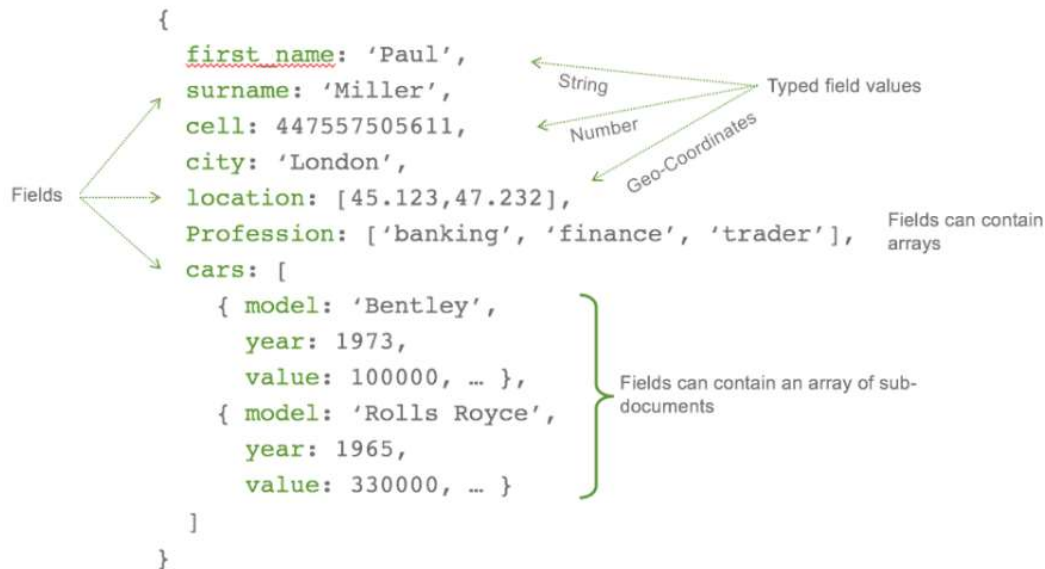 {
first_name: ‘Paul’,
surname: ‘Miller’,
cell: 447557505611,
city: ‘London’,
location: [45.123,47.232],
Profession: [‘banking’, ‘finance’, ‘trader’],
cars: [
{ model: ‘Bentley’,
year: 1973,
value: 100000, … },
{ model: ‘Rolls Royce’,
year: 1965,
value: 330000, … }
]
}
Fields
String
Number
Geo-Coordinates
Typed field values
Fields can contain
arrays
Fields can contain an array of sub-
documents